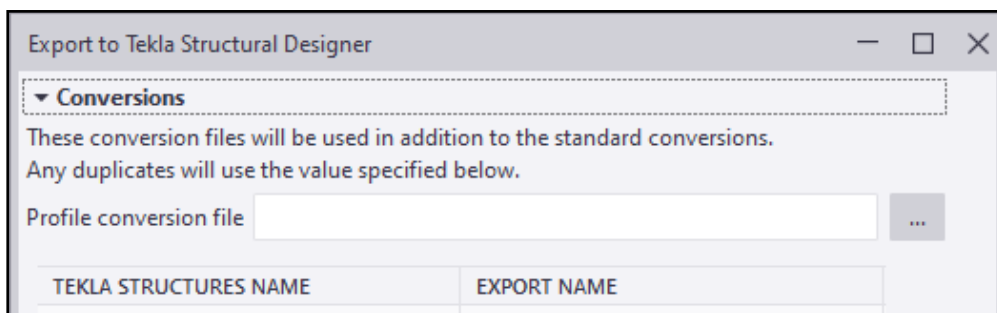 Export to Tekla Structural Designer
Conversions
These conversion files will be used in addition to the standard conversions.
Any duplicates will use the value specified below.
Profile conversion file ...
TEKLA STRUCTURES NAME EXPORT NAME